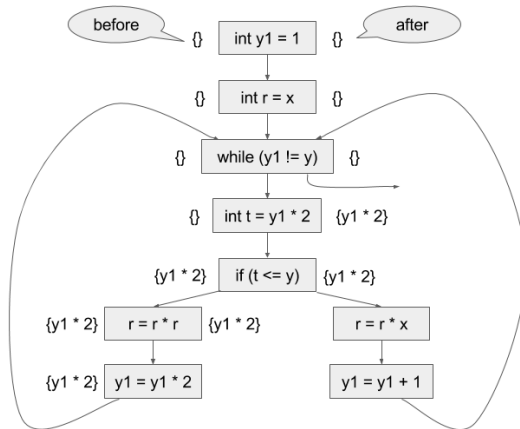 before
after
{} int y1 = 1 {}
{} int r = x {}
{} while (y1 != y) {}
{} int t = y1 * 2 {y1 * 2}
{y1 * 2} if (t <= y) {y1 * 2}
{y1 * 2} r = r * r {y1 * 2} r = r * x
{y1 * 2} y1 = y1 * 2 y1 = y1 + 1